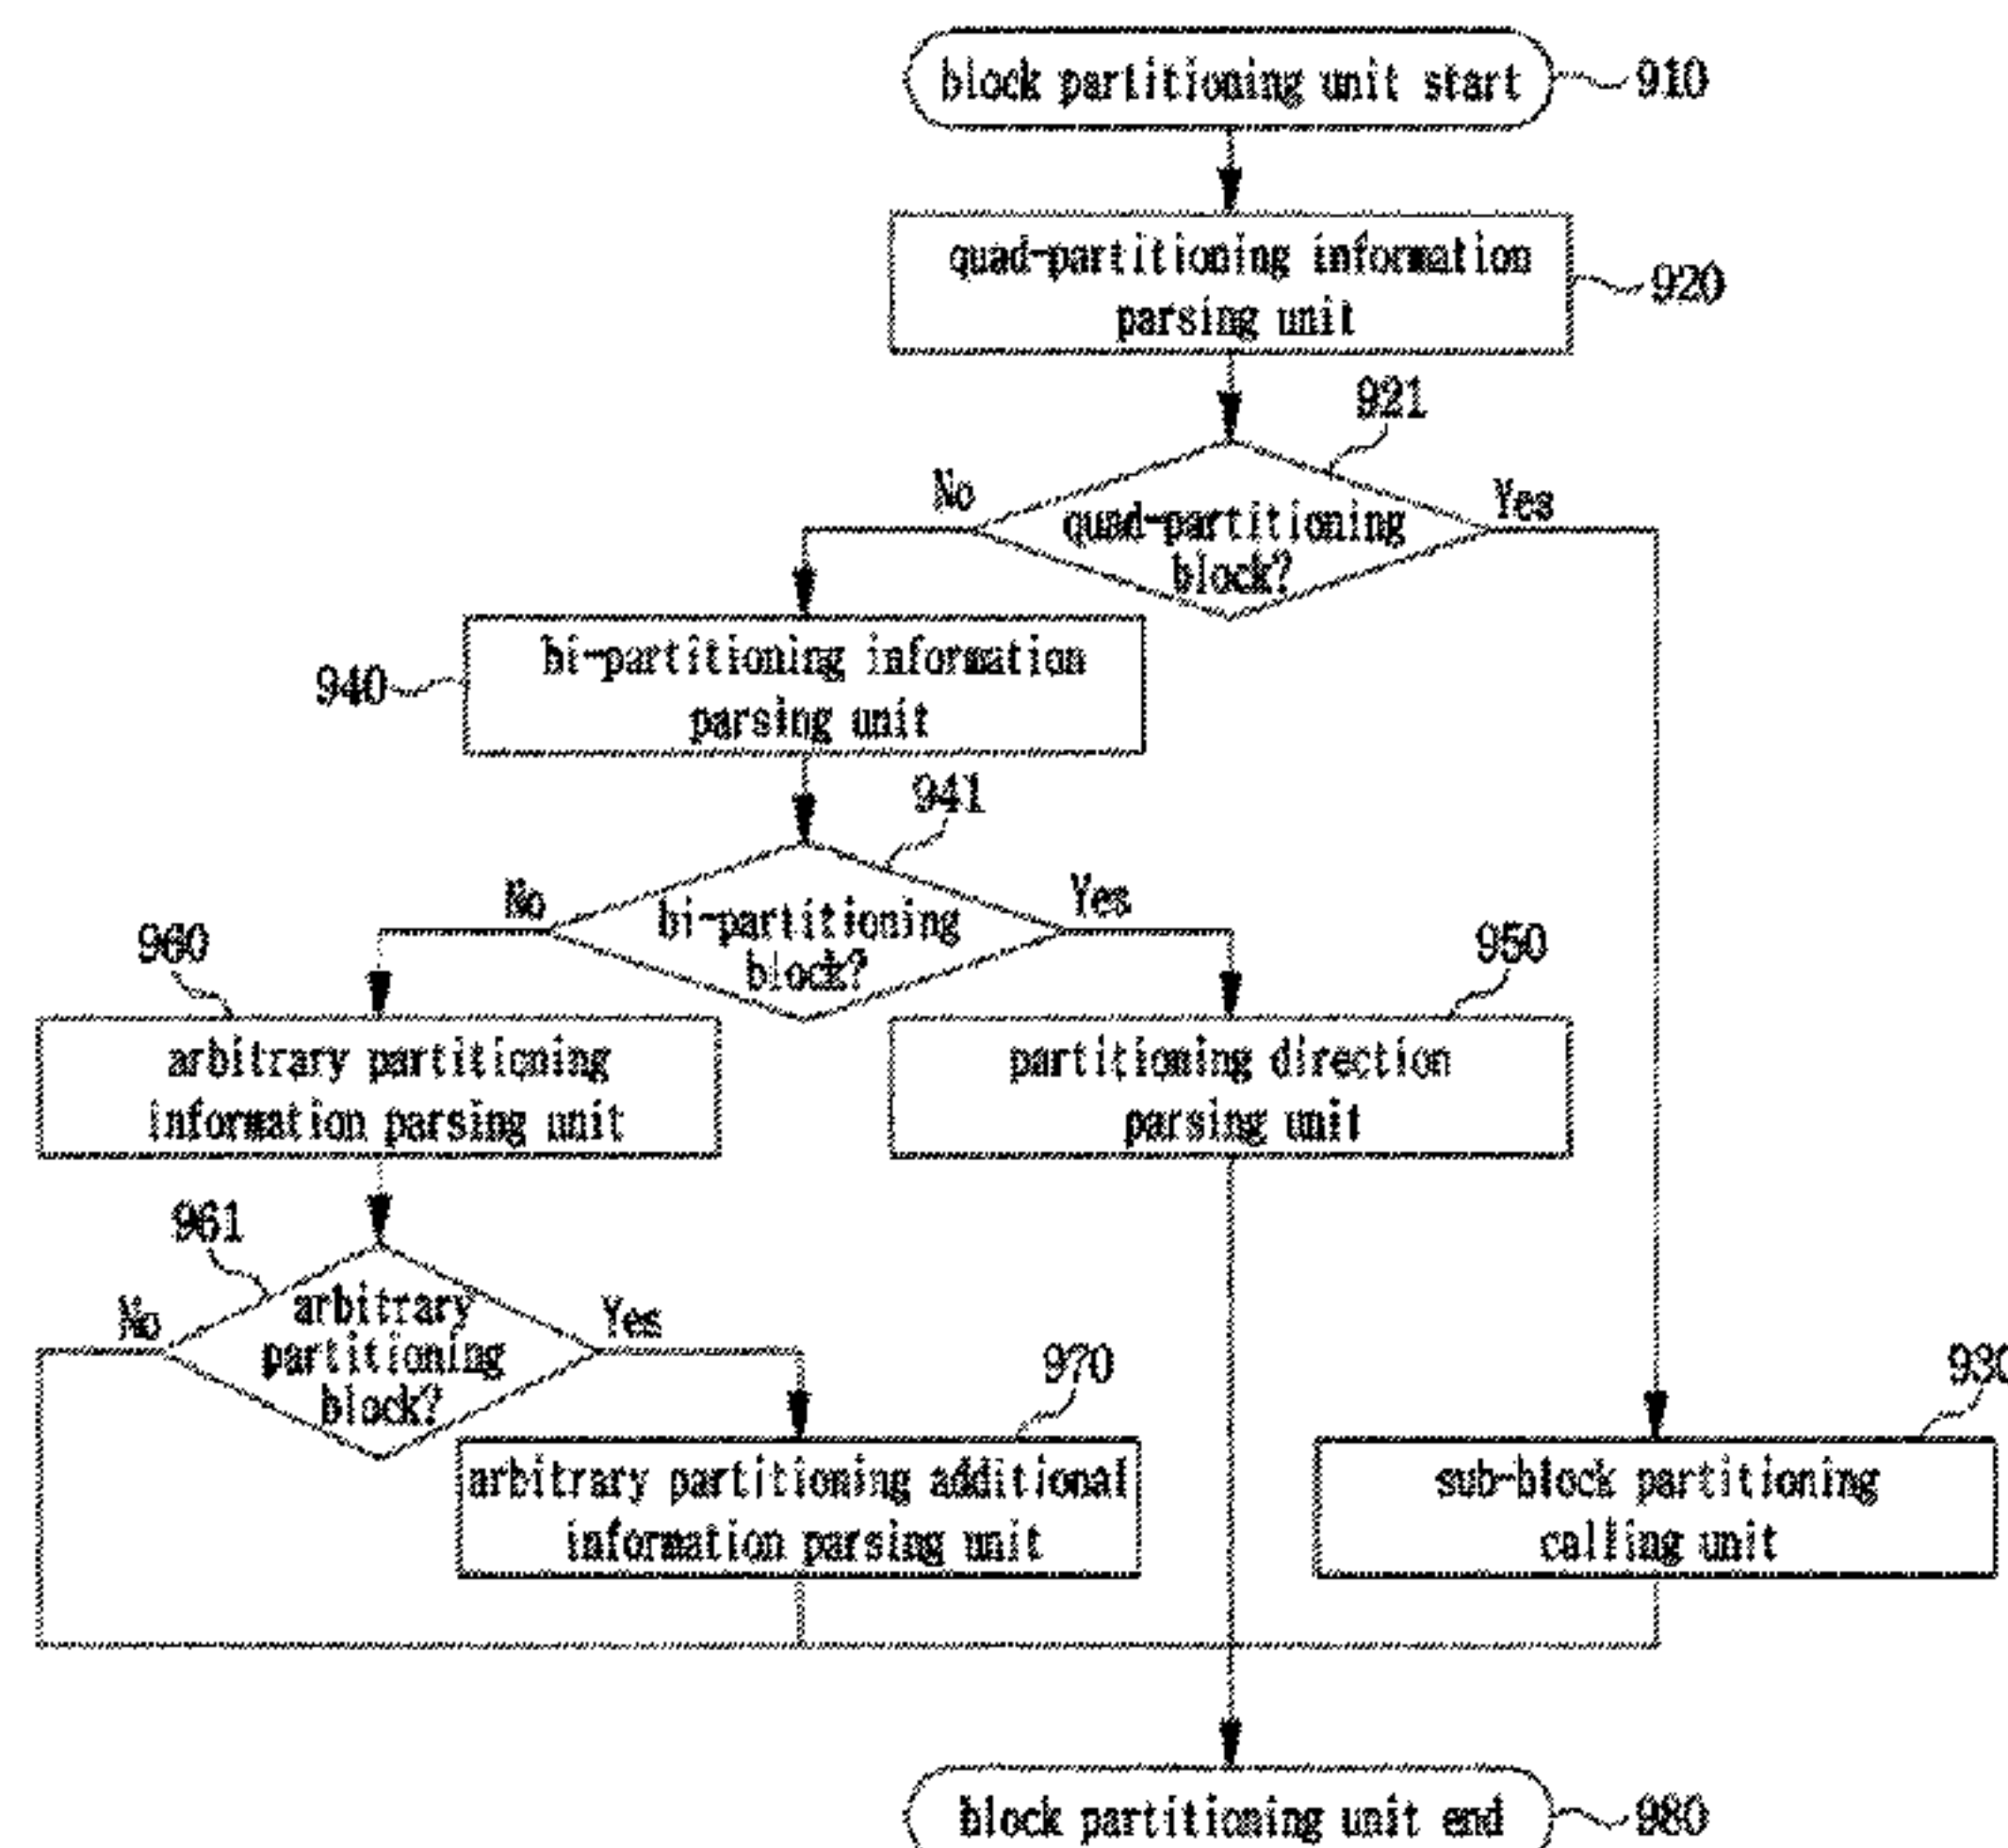 block partitioning unit start
910
quad-partitioning information
parsing unit
920
921
No
Yes
quad-partitioning
block?
940
bi-partitioning information
parsing unit
941
No
Yes
bi-partitioning
block?
960
950
arbitrary partitioning
information parsing unit
partitioning direction
parsing unit
961
No
Yes
arbitrary
partitioning
block?
970
930
arbitrary partitioning additional
information parsing unit
sub-block partitioning
calling unit
block partitioning unit end
980